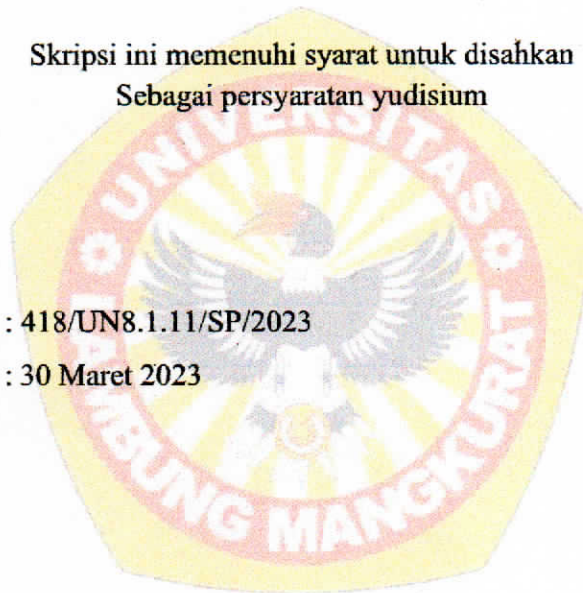 Skripsi ini memenuhi syarat untuk disahkan
Sebagai persyaratan yudisium
UNIVERSITAS
LAMBUNG MANGKURAT
: 418/UN8.1.11/SP/2023
: 30 Maret 2023